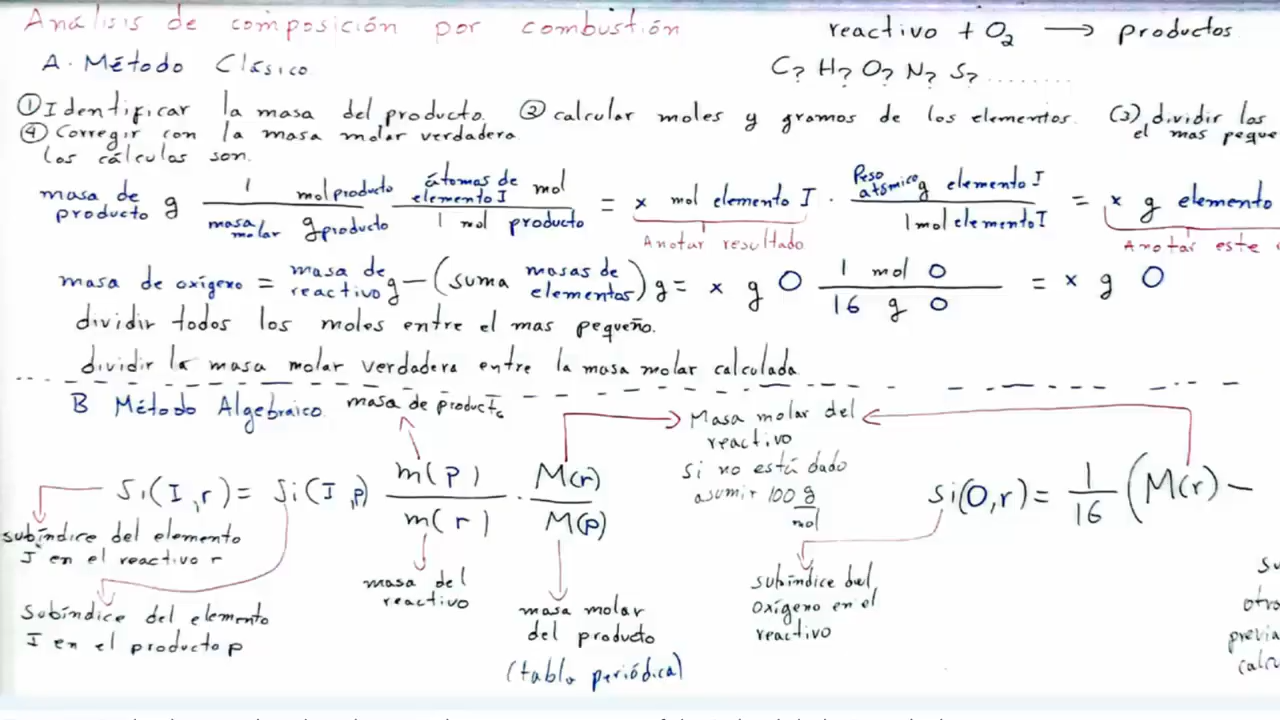 Análisis de composición por combustión
reactivo + O₂ → productos
A. Método Clásico
C? H? O? N? S? ........
① Identificar la masa del producto. ② calcular moles y gramos de los elementos. (3) dividir los
④ Corregir con la masa molar verdadera
el mas peque
los cálculos son.
masa de producto g (1 mol producto / masa molar g producto) (átomos de elemento I mol / 1 mol producto) = x mol elemento I · (Peso atómico g elemento I / 1 mol elemento I) = x g elemento
Anotar resultado
Anotar este
masa de oxígeno = masa de reactivo g − (suma masas de elementos) g = x g O (1 mol O / 16 g O) = x g O
dividir todos los moles entre el mas pequeño.
dividir la masa molar verdadera entre la masa molar calculada
B Método Algebraico
masa de producto
Masa molar del
reactivo
si no está dado
asumir 100 g/mol
Si(I,r) = Si(I,p) m(p)/m(r) · M(r)/M(p)
si(O,r) = 1/16 (M(r) −
subíndice del elemento
I en el reactivo r
Subíndice del elemento
I en el producto p
masa del
reactivo
masa molar
del producto
(tabla periódica)
subíndice del
oxígeno en el
reactivo
su
otro
previa
calcu